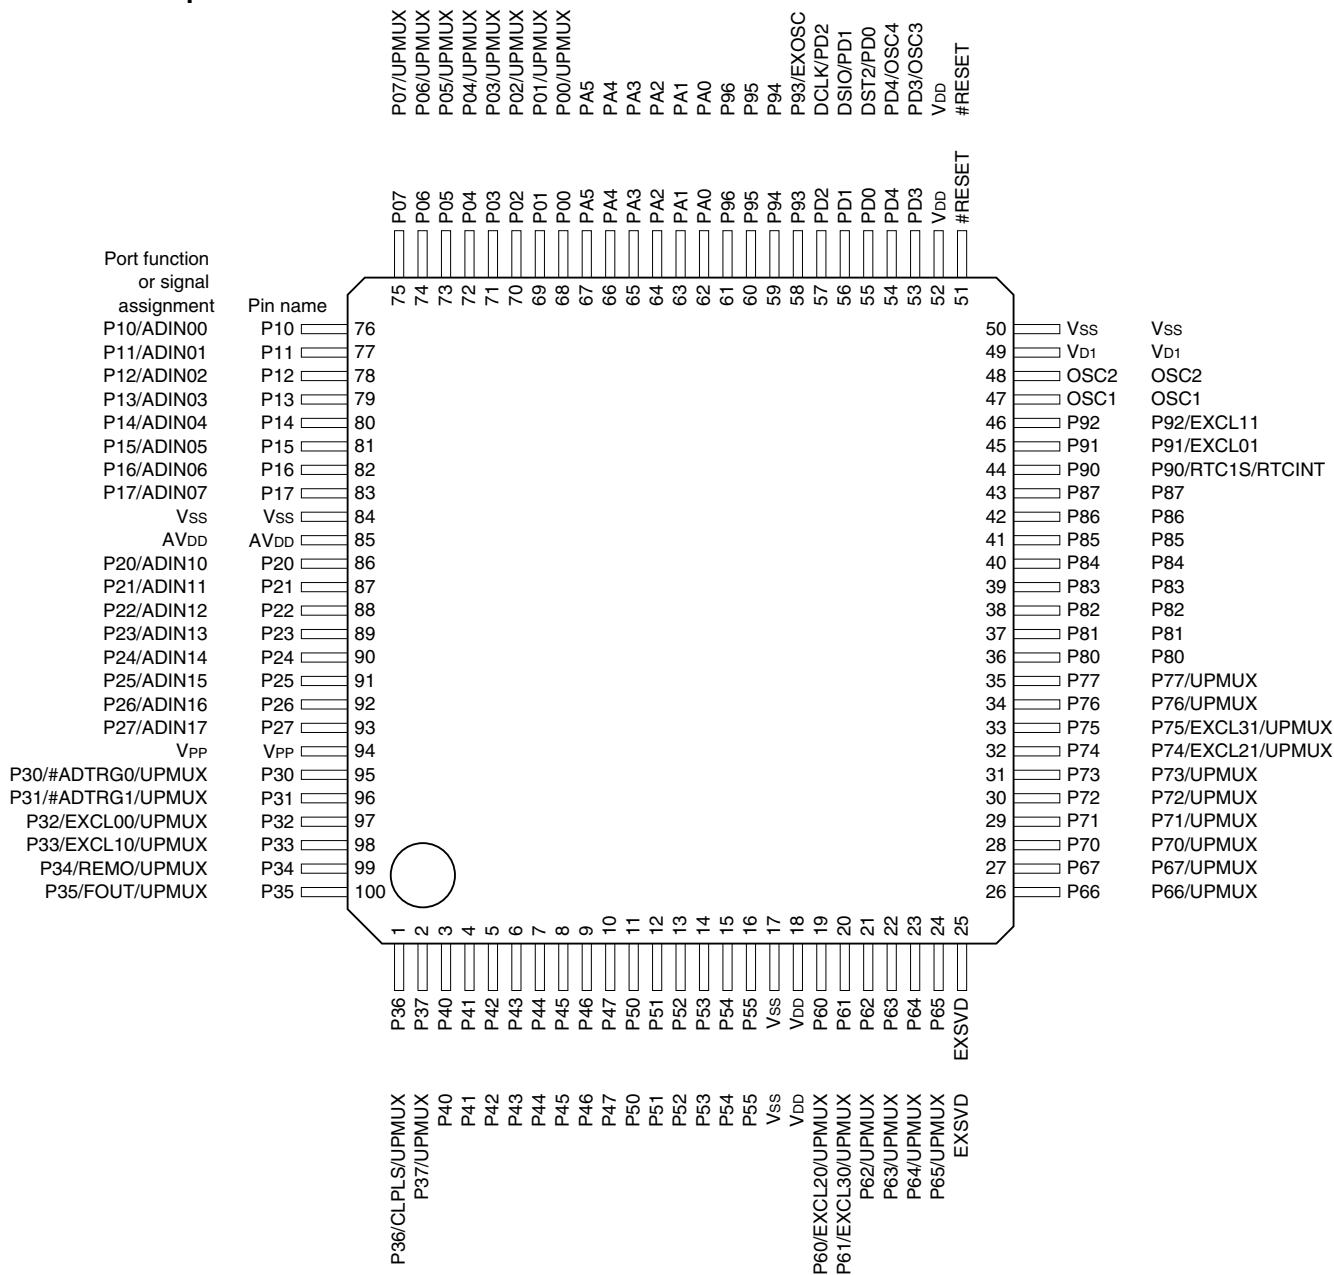 P07/UPMUX
P06/UPMUX
P05/UPMUX
P04/UPMUX
P03/UPMUX
P02/UPMUX
P01/UPMUX
P00/UPMUX
PA5
PA4
PA3
PA2
PA1
PA0
P96
P95
P94
P93/EXOSC
DCLK/PD2
DSIO/PD1
DST2/PD0
PD4/OSC4
PD3/OSC3
VDD
#RESET
P07
P06
P05
P04
P03
P02
P01
P00
PA5
PA4
PA3
PA2
PA1
PA0
P96
P95
P94
P93
PD2
PD1
PD0
PD4
PD3
VDD
#RESET
75 74 73 72 71 70 69 68 67 66 65 64 63 62 61 60 59 58 57 56 55 54 53 52 51
Port function
or signal
assignment Pin name
P10/ADIN00 P10 76
P11/ADIN01 P11 77
P12/ADIN02 P12 78
P13/ADIN03 P13 79
P14/ADIN04 P14 80
P15/ADIN05 P15 81
P16/ADIN06 P16 82
P17/ADIN07 P17 83
VSS VSS 84
AVDD AVDD 85
P20/ADIN10 P20 86
P21/ADIN11 P21 87
P22/ADIN12 P22 88
P23/ADIN13 P23 89
P24/ADIN14 P24 90
P25/ADIN15 P25 91
P26/ADIN16 P26 92
P27/ADIN17 P27 93
VPP VPP 94
P30/#ADTRG0/UPMUX P30 95
P31/#ADTRG1/UPMUX P31 96
P32/EXCL00/UPMUX P32 97
P33/EXCL10/UPMUX P33 98
P34/REMO/UPMUX P34 99
P35/FOUT/UPMUX P35 100
50 VSS VSS
49 VD1 VD1
48 OSC2 OSC2
47 OSC1 OSC1
46 P92 P92/EXCL11
45 P91 P91/EXCL01
44 P90 P90/RTC1S/RTCINT
43 P87 P87
42 P86 P86
41 P85 P85
40 P84 P84
39 P83 P83
38 P82 P82
37 P81 P81
36 P80 P80
35 P77 P77/UPMUX
34 P76 P76/UPMUX
33 P75 P75/EXCL31/UPMUX
32 P74 P74/EXCL21/UPMUX
31 P73 P73/UPMUX
30 P72 P72/UPMUX
29 P71 P71/UPMUX
28 P70 P70/UPMUX
27 P67 P67/UPMUX
26 P66 P66/UPMUX
1 2 3 4 5 6 7 8 9 10 11 12 13 14 15 16 17 18 19 20 21 22 23 24 25
P36
P37
P40
P41
P42
P43
P44
P45
P46
P47
P50
P51
P52
P53
P54
P55
VSS
VDD
P60
P61
P62
P63
P64
P65
EXSVD
P36/CLPLS/UPMUX
P37/UPMUX
P40
P41
P42
P43
P44
P45
P46
P47
P50
P51
P52
P53
P54
P55
VSS
VDD
P60/EXCL20/UPMUX
P61/EXCL30/UPMUX
P62/UPMUX
P63/UPMUX
P64/UPMUX
P65/UPMUX
EXSVD